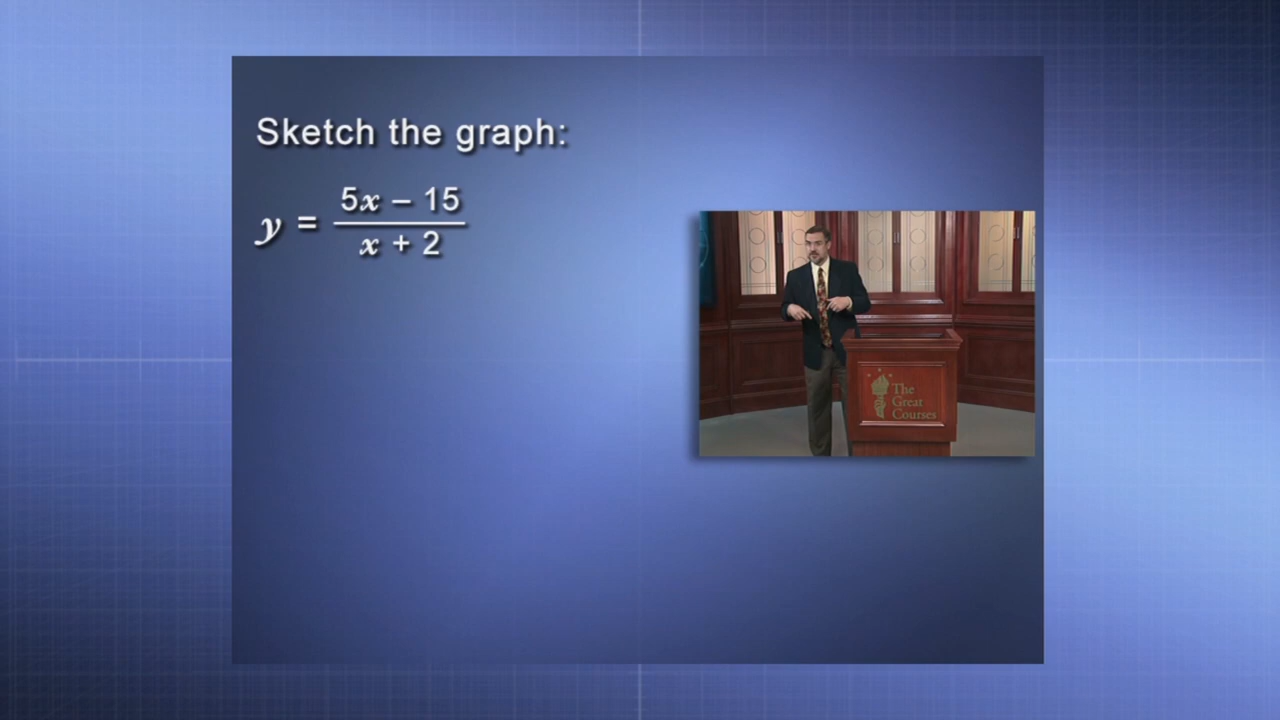 Sketch the graph:
y = (5x – 15) / (x + 2)
The
Great
Courses